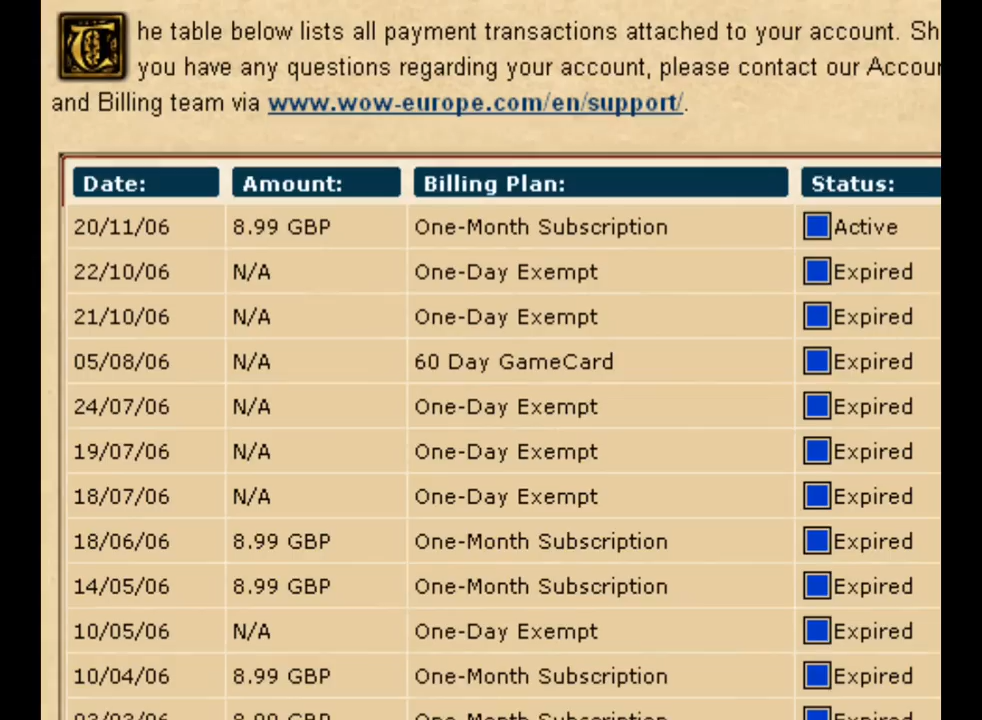 The table below lists all payment transactions attached to your account. Sh
you have any questions regarding your account, please contact our Accou
and Billing team via www.wow-europe.com/en/support/.
Date: Amount: Billing Plan: Status:
20/11/06 8.99 GBP One-Month Subscription Active
22/10/06 N/A One-Day Exempt Expired
21/10/06 N/A One-Day Exempt Expired
05/08/06 N/A 60 Day GameCard Expired
24/07/06 N/A One-Day Exempt Expired
19/07/06 N/A One-Day Exempt Expired
18/07/06 N/A One-Day Exempt Expired
18/06/06 8.99 GBP One-Month Subscription Expired
14/05/06 8.99 GBP One-Month Subscription Expired
10/05/06 N/A One-Day Exempt Expired
10/04/06 8.99 GBP One-Month Subscription Expired